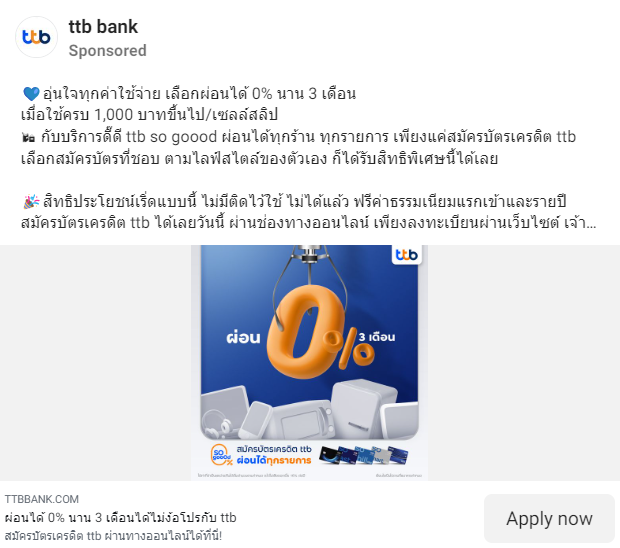 ttb
ttb bank
Sponsored
💙อุ่นใจทุกค่าใช้จ่าย เลือกผ่อนได้ 0% นาน 3 เดือน
เมื่อใช้ครบ 1,000 บาทขึ้นไป/เซลล์สลิป
กับบริการดี๊ดี ttb so goood ผ่อนได้ทุกร้าน ทุกรายการ เพียงแค่สมัครบัตรเครดิต ttb
เลือกสมัครบัตรที่ชอบ ตามไลฟ์สไตล์ของตัวเอง ก็ได้รับสิทธิพิเศษนี้ได้เลย
🎉สิทธิประโยชน์เริ่ดแบบนี้ ไม่มีติดไว้ใช้ ไม่ได้แล้ว ฟรีค่าธรรมเนียมแรกเข้าและรายปี
สมัครบัตรเครดิต ttb ได้เลยวันนี้ ผ่านช่องทางออนไลน์ เพียงลงทะเบียนผ่านเว็บไซต์ เจ้า...
ttb
ผ่อน 0% 3 เดือน
so goood สมัครบัตรเครดิต ttb
ผ่อนได้ทุกรายการ
TTBBANK.COM
ผ่อนได้ 0% นาน 3 เดือนได้ไม่ง้อโปรกับ ttb
สมัครบัตรเครดิต ttb ผ่านทางออนไลน์ได้ที่นี่!
Apply now